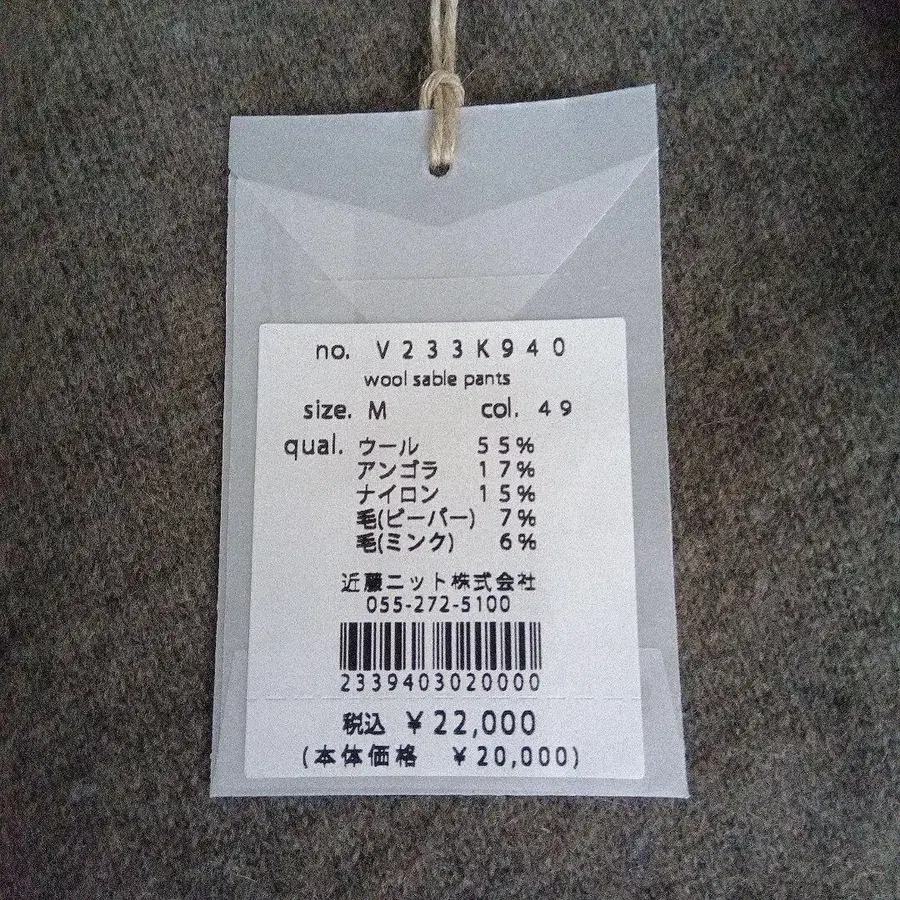 no. V233K940
wool sable pants
size. M col. 49
qual. ウール 55%
アンゴラ 17%
ナイロン 15%
毛(ビーバー) 7%
毛(ミンク) 6%
近藤ニット株式会社
055-272-5100
2339403020000
税込 ¥22,000
(本体価格 ¥20,000)